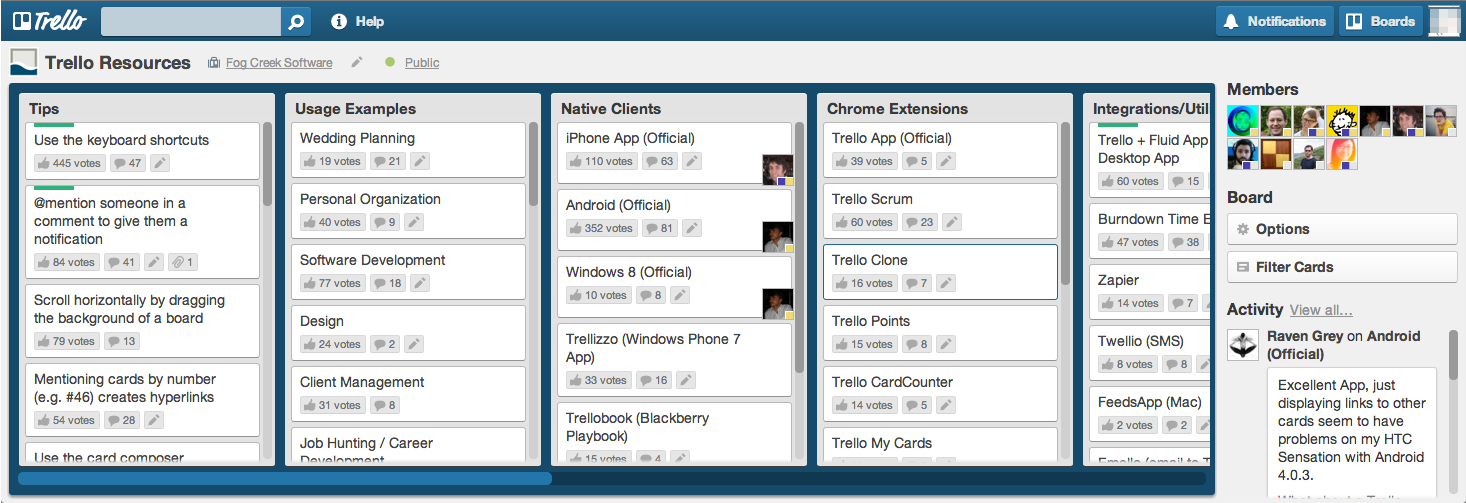 Trello
Help
Notifications
Boards
Trello Resources
Fog Creek Software
Public
Tips
Use the keyboard shortcuts
445 votes 47
@mention someone in a
comment to give them a
notification
84 votes 41 1
Scroll horizontally by dragging
the background of a board
79 votes 13
Mentioning cards by number
(e.g. #46) creates hyperlinks
54 votes 28
Use the card composer
Usage Examples
Wedding Planning
19 votes 21
Personal Organization
40 votes 9
Software Development
77 votes 18
Design
24 votes 2
Client Management
31 votes 8
Job Hunting / Career
Development
Native Clients
iPhone App (Official)
110 votes 63
Android (Official)
352 votes 81
Windows 8 (Official)
10 votes 8
Trellizzo (Windows Phone 7
App)
33 votes 16
Trellobook (Blackberry
Playbook)
15 votes 4
Chrome Extensions
Trello App (Official)
39 votes 5
Trello Scrum
60 votes 23
Trello Clone
16 votes 7
Trello Points
15 votes 8
Trello CardCounter
14 votes 5
Trello My Cards
Integrations/Util
Trello + Fluid App
Desktop App
60 votes 15
Burndown Time E
47 votes 38
Zapier
14 votes 7
Twellio (SMS)
8 votes 8
FeedsApp (Mac)
2 votes 2
Members
Board
Options
Filter Cards
Activity View all...
Raven Grey on Android
(Official)
Excellent App, just
displaying links to other
cards seem to have
problems on my HTC
Sensation with Android
4.0.3.